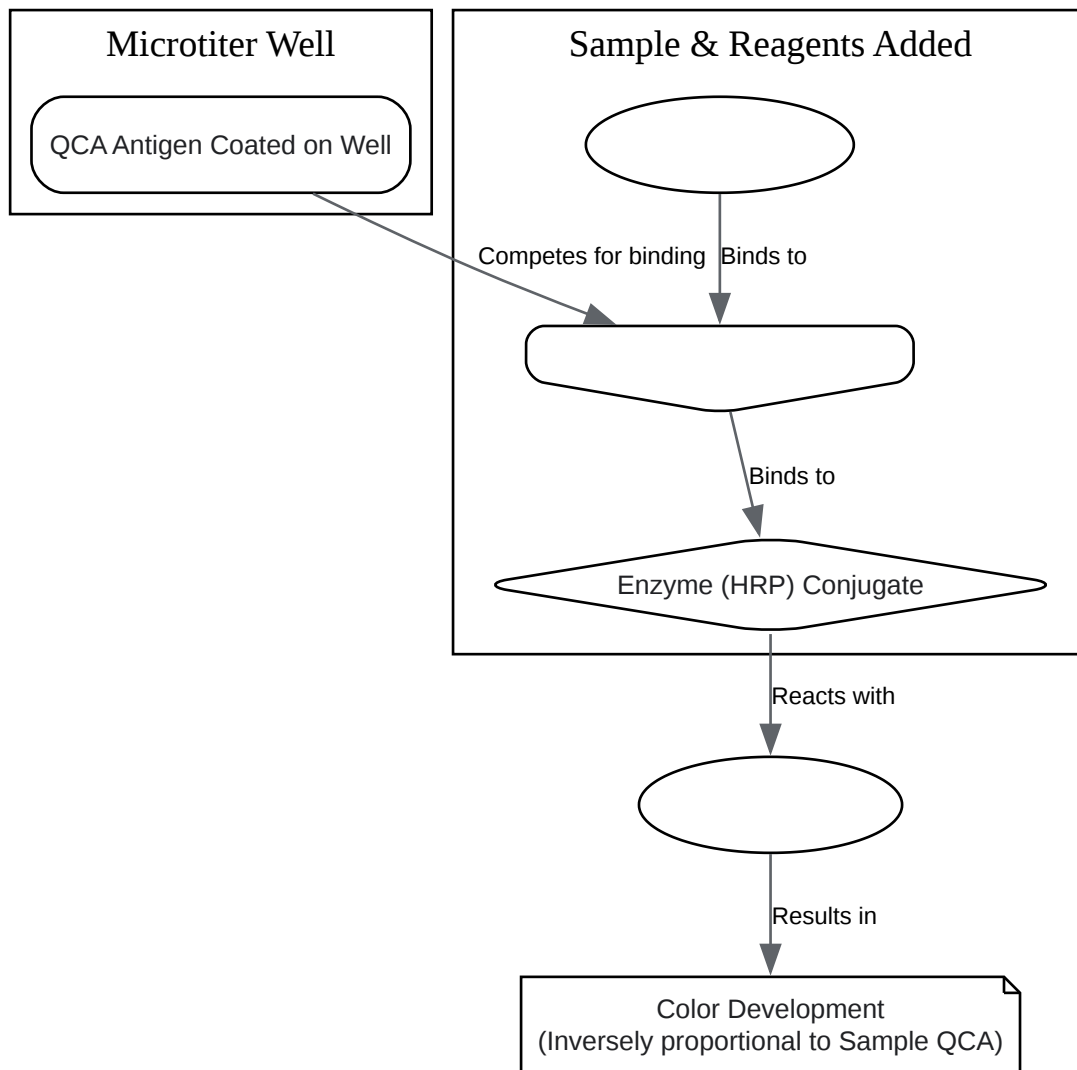 Microtiter Well
Sample & Reagents Added
QCA Antigen Coated on Well
Competes for binding
Binds to
Binds to
Enzyme (HRP) Conjugate
Reacts with
Results in
Color Development
(Inversely proportional to Sample QCA)